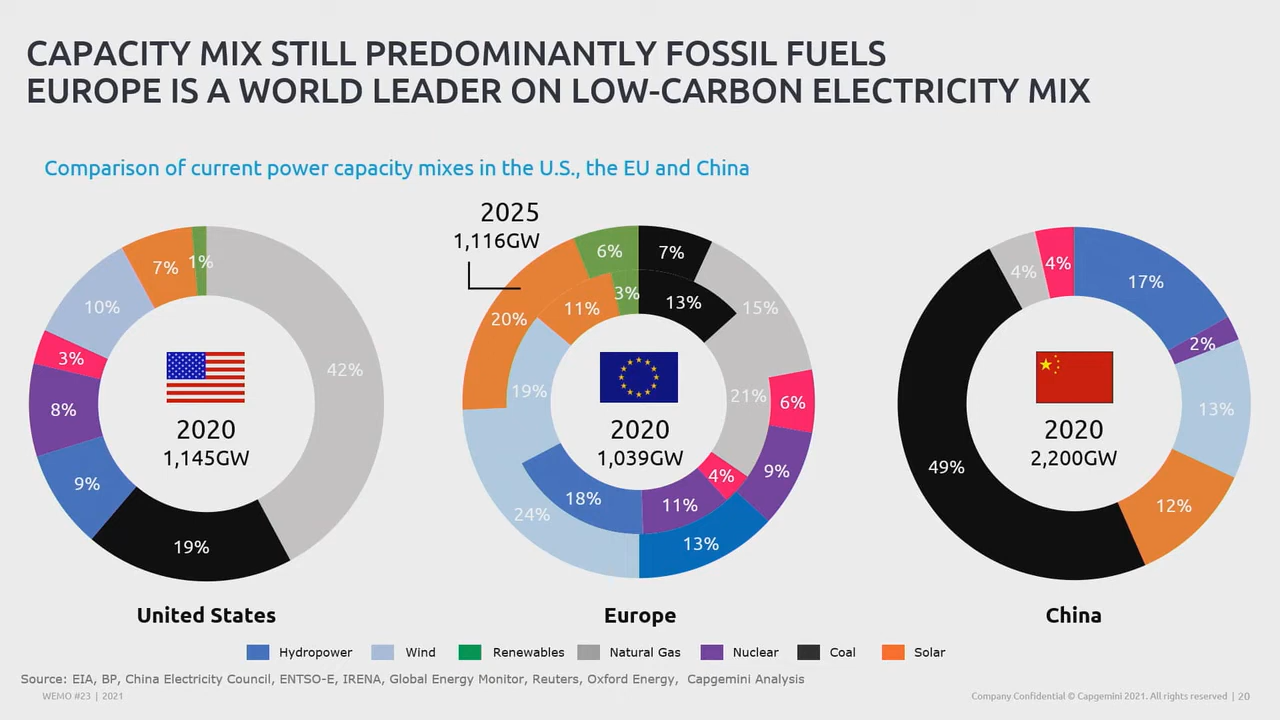 CAPACITY MIX STILL PREDOMINANTLY FOSSIL FUELS
EUROPE IS A WORLD LEADER ON LOW-CARBON ELECTRICITY MIX
Comparison of current power capacity mixes in the U.S., the EU and China
1%
7%
10%
3%
8%
9%
19%
42%
2020
1,145GW
United States
2025
1,116GW
6%
7%
15%
6%
9%
13%
24%
20%
3%
13%
21%
4%
11%
18%
19%
11%
2020
1,039GW
Europe
4%
4%
17%
2%
13%
12%
49%
2020
2,200GW
China
Hydropower
Wind
Renewables
Natural Gas
Nuclear
Coal
Solar
Source: EIA, BP, China Electricity Council, ENTSO-E, IRENA, Global Energy Monitor, Reuters, Oxford Energy, Capgemini Analysis
WEMO #23 | 2021
Company Confidential © Capgemini 2021. All rights reserved | 20